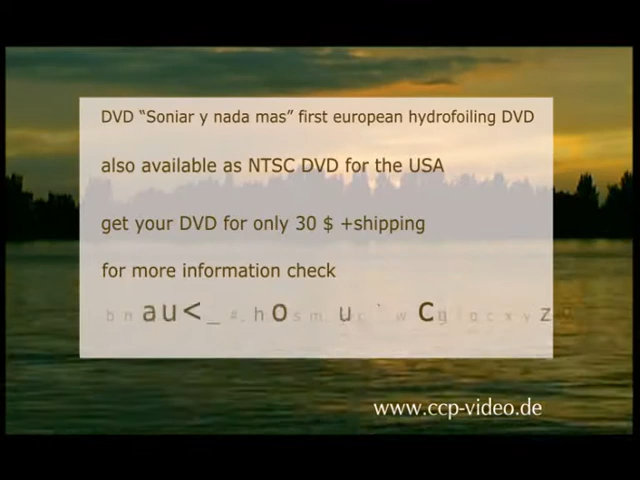 DVD “Soniar y nada mas” first european hydrofoiling DVD
also available as NTSC DVD for the USA
get your DVD for only 30 $ +shipping
for more information check
www.ccp-video.de